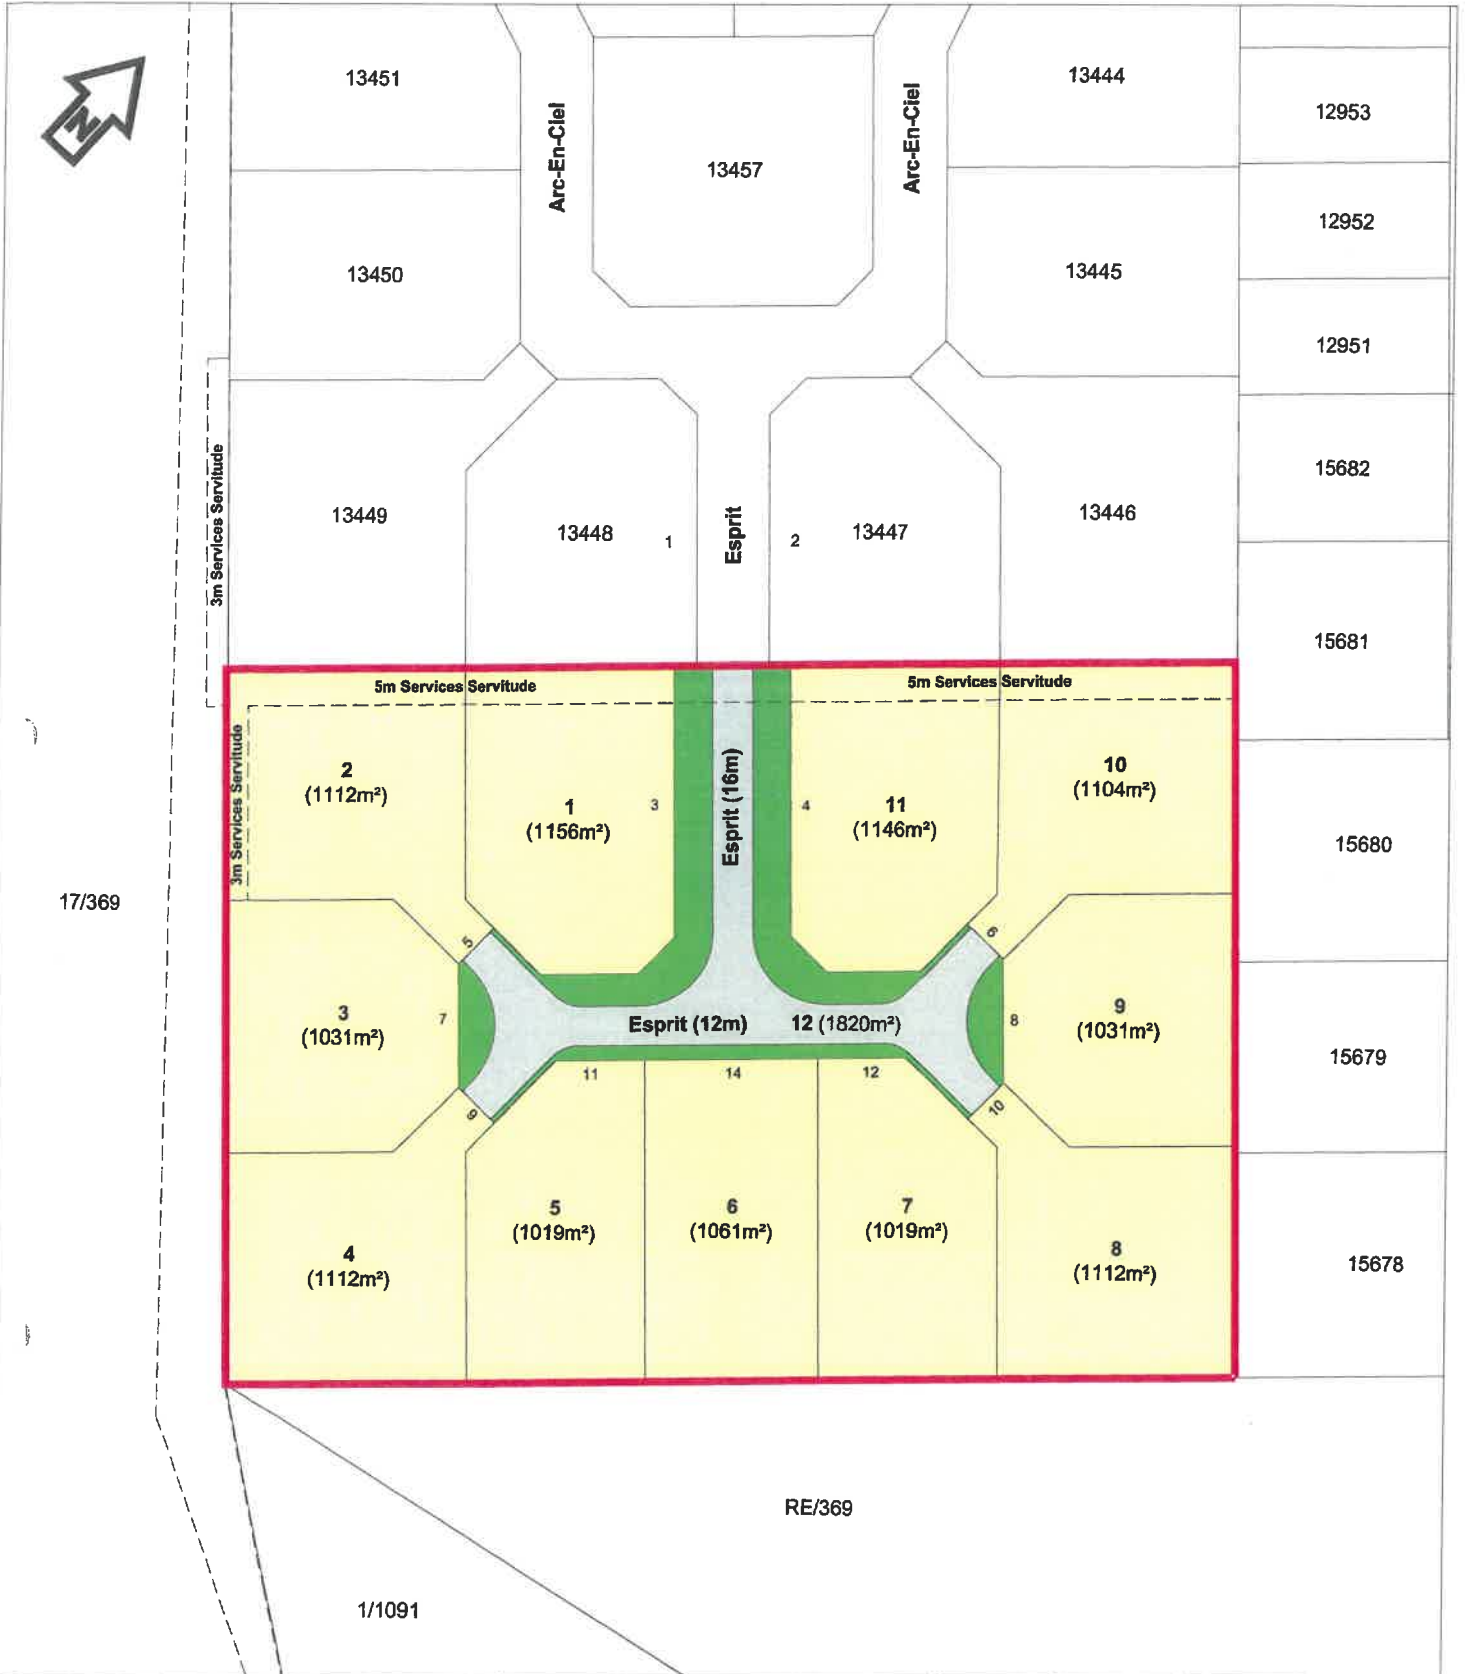 N
13451
Arc-En-Ciel
13457
Arc-En-Ciel
13444
12953
12952
13450
13445
12951
3m Services Servitude
13449
13448
1
Esprit
2
13447
13446
15682
15681
5m Services Servitude
5m Services Servitude
3m Services Servitude
2
(1112m²)
1
(1156m²)
3
Esprit (16m)
4
11
(1146m²)
10
(1104m²)
15680
17/369
5
6
3
(1031m²)
7
Esprit (12m)
12 (1820m²)
8
9
(1031m²)
15679
9
11
14
12
10
5
(1019m²)
6
(1061m²)
7
(1019m²)
4
(1112m²)
8
(1112m²)
15678
RE/369
1/1091